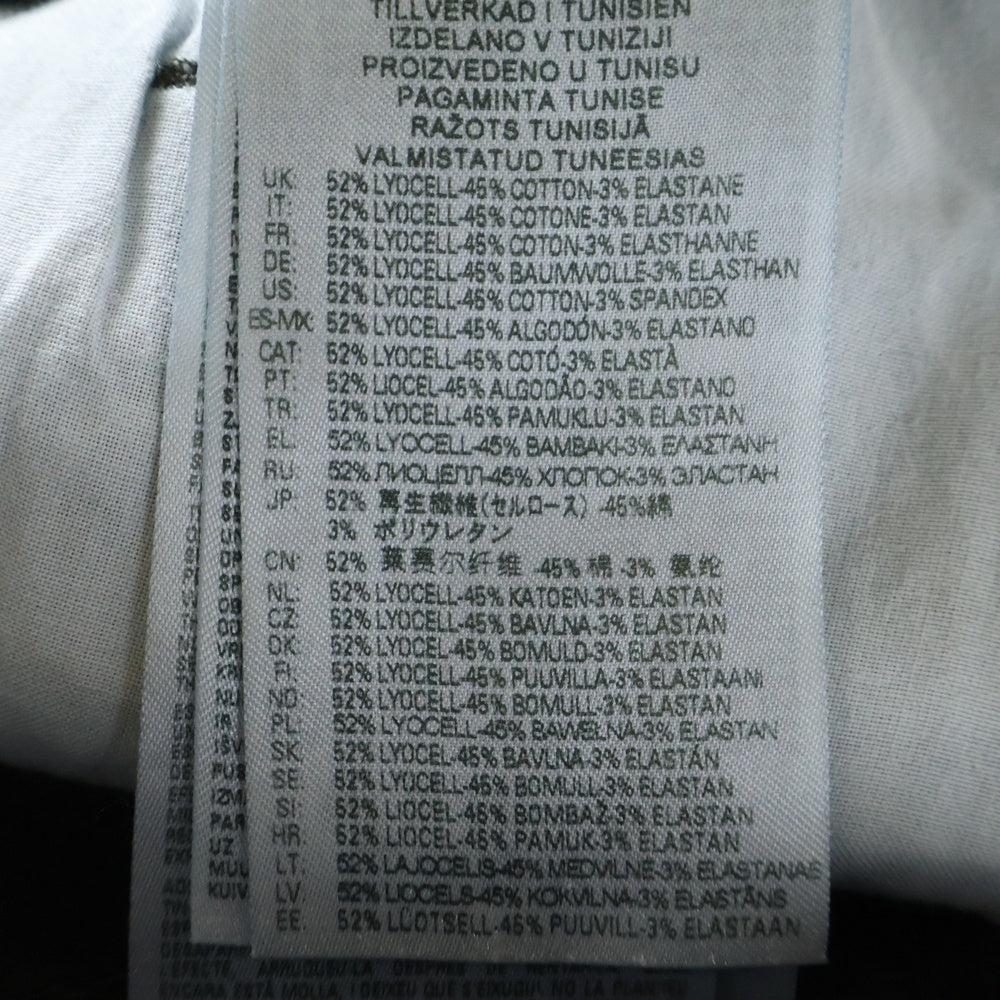 TILLVERKAD I TUNISIEN
IZDELANO V TUNIZIJI
PROIZVEDENO U TUNISU
PAGAMINTA TUNISE
RAŽOTS TUNISIJĀ
VALMISTATUD TUNEESIAS
UK: 52% LYOCELL-45% COTTON-3% ELASTANE
IT: 52% LYOCELL-45% COTONE-3% ELASTAN
FR: 52% LYOCELL-45% COTON-3% ELASTHANNE
DE: 52% LYOCELL-45% BAUMWOLLE-3% ELASTHAN
US: 52% LYOCELL-45% COTTON-3% SPANDEX
ES-MX: 52% LYOCELL-45% ALGODÓN-3% ELASTANO
CAT: 52% LYOCELL-45% COTÓ-3% ELASTÀ
PT: 52% LIOCEL-45% ALGODÃO-3% ELASTANO
TR: 52% LYOCELL-45% PAMUKLU-3% ELASTAN
EL: 52% LYOCELL-45% ΒΑΜΒΑΚΙ-3% ΕΛΑΣΤΑΝΗ
RU: 52% ЛИОЦЕЛЛ-45% ХЛОПОК-3% ЭЛАСТАН
JP: 52% 再生繊維(セルロース) -45%綿
3% ポリウレタン
CN: 52% 莱赛尔纤维 -45% 棉 -3% 氨纶
NL: 52% LYOCELL-45% KATOEN-3% ELASTAN
CZ: 52% LYOCELL-45% BAVLNA-3% ELASTAN
DK: 52% LYOCELL-45% BOMULD-3% ELASTAN
FI: 52% LYOCELL-45% PUUVILLA-3% ELASTAANI
NO: 52% LYOCELL-45% BOMULL-3% ELASTAN
PL: 52% LYOCELL-45% BAWEŁNA-3% ELASTAN
SK: 52% LYOCEL-45% BAVLNA-3% ELASTÁN
SE: 52% LYOCELL-45% BOMULL-3% ELASTAN
SI: 52% LIOCEL-45% BOMBAŽ-3% ELASTAN
HR: 52% LIOCEL-45% PAMUK-3% ELASTAN
LT: 52% LAJOCELIS-45% MEDVILNE-3% ELASTANAS
LV: 52% LIOCELS-45% KOKVILNA-3% ELASTĀNS
EE: 52% LÜOTSELL-45% PUUVILL-3% ELASTAAN